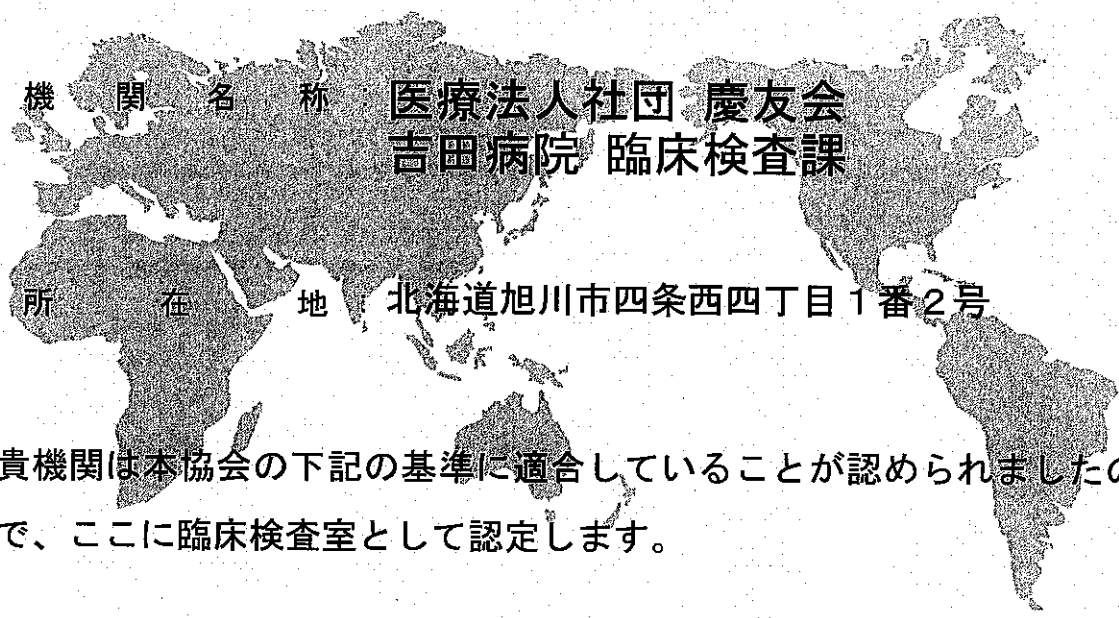 機関名称 医療法人社団 慶友会
吉田病院 臨床検査課
所在地 北海道旭川市四条西四丁目1番2号
貴機関は本協会の下記の基準に適合していることが認められましたの
で、ここに臨床検査室として認定します。